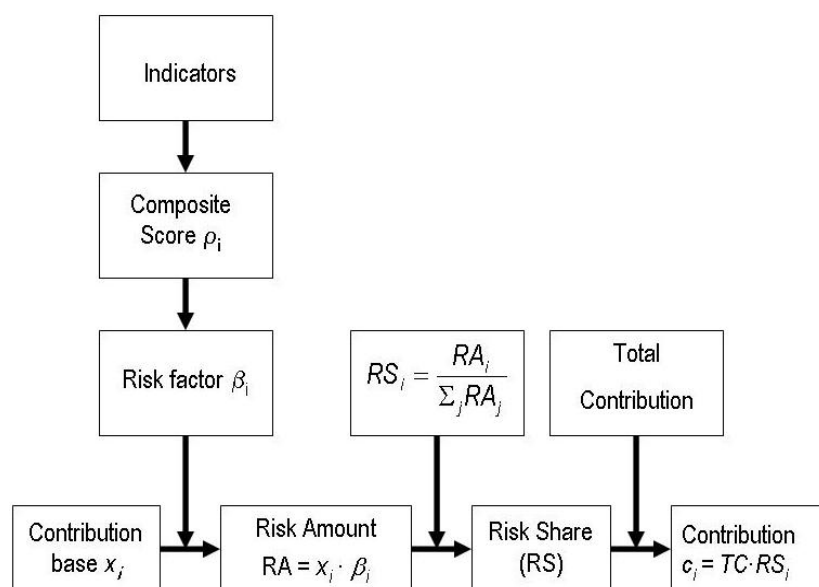 Indicators
Composite
Score ρi
Risk factor βi
RSi = RAi / ΣjRAj
Total
Contribution
Contribution
base xi
Risk Amount
RA = xi · βi
Risk Share
(RS)
Contribution
ci = TC·RSi